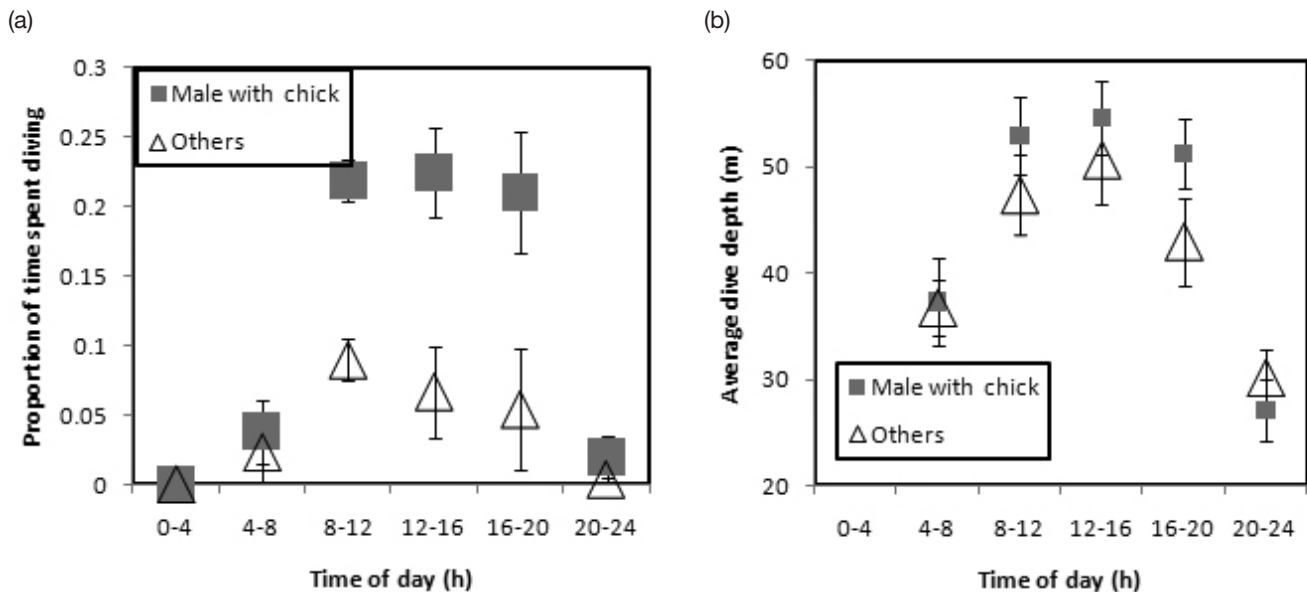 (a)
Proportion of time spent diving
0.3
0.25
0.2
0.15
0.1
0.05
0
Male with chick
Others
0-4 4-8 8-12 12-16 16-20 20-24
Time of day (h)
(b)
Average dive depth (m)
60
50
40
30
20
Male with chick
Others
0-4 4-8 8-12 12-16 16-20 20-24
Time of day (h)